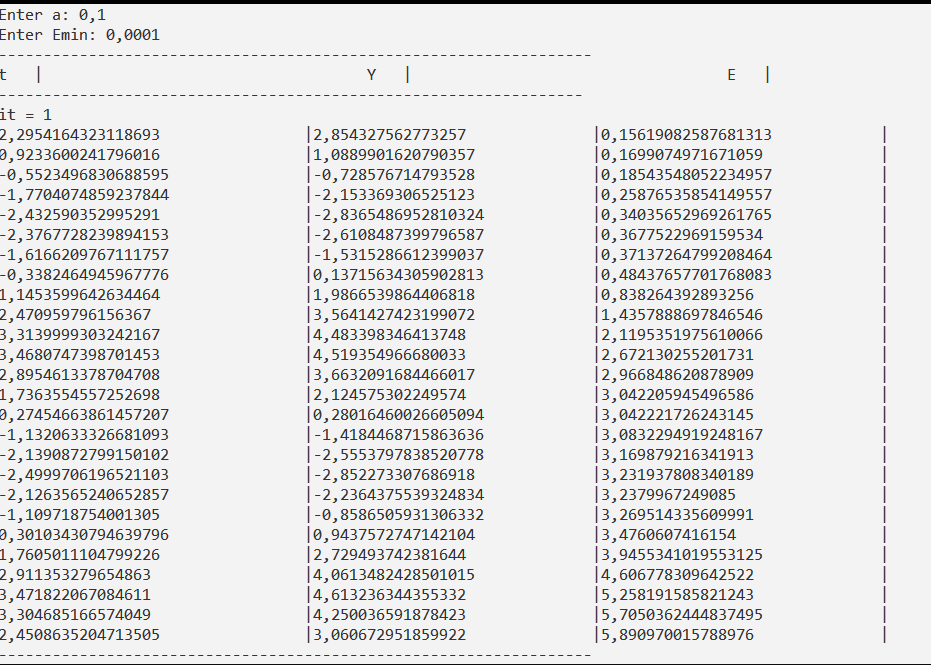 Enter a: 0,1
Enter Emin: 0,0001
------------------------------------------------------------------
t | Y | E |
-----------------------------------------------------------------
it = 1
2,2954164323118693 |2,854327562773257 |0,15619082587681313 |
0,9233600241796016 |1,0889901620790357 |0,1699074971671059 |
-0,5523496830688595 |-0,728576714793528 |0,18543548052234957 |
-1,7704074859237844 |-2,153369306525123 |0,25876535854149557 |
-2,432590352995291 |-2,8365486952810324 |0,34035652969261765 |
-2,3767728239894153 |-2,6108487399796587 |0,3677522969159534 |
-1,6166209767111757 |-1,5315286612399037 |0,37137264799208464 |
-0,3382464945967776 |0,13715634305902813 |0,48437657701768083 |
1,1453599642634464 |1,9866539864406818 |0,838264392893256 |
2,470959796156367 |3,5641427423199072 |1,4357888697846546 |
3,3139999303242167 |4,483398346413748 |2,1195351975610066 |
3,4680747398701453 |4,519354966680033 |2,672130255201731 |
2,8954613378704708 |3,6632091684466017 |2,966848620878909 |
1,7363554557252698 |2,124575302249574 |3,042205945496586 |
0,27454663861457207 |0,28016460026605094 |3,042221726243145 |
-1,1320633326681093 |-1,4184468715863636 |3,0832294919248167 |
-2,1390872799150102 |-2,5553797838520778 |3,169879216341913 |
-2,4999706196521103 |-2,852273307686918 |3,231937808340189 |
-2,1263565240652857 |-2,2364375539324834 |3,2379967249085 |
-1,109718754001305 |-0,8586505931306332 |3,269514335609991 |
0,30103430794639796 |0,9437572747142104 |3,4760607416154 |
1,7605011104799226 |2,729493742381644 |3,9455341019553125 |
2,911353279654863 |4,0613482428501015 |4,606778309642522 |
3,471822067084611 |4,613236344355332 |5,258191585821243 |
3,304685166574049 |4,250036591878423 |5,7050362444837495 |
2,4508635204713505 |3,060672951859922 |5,890970015788976 |
------------------------------------------------------------------